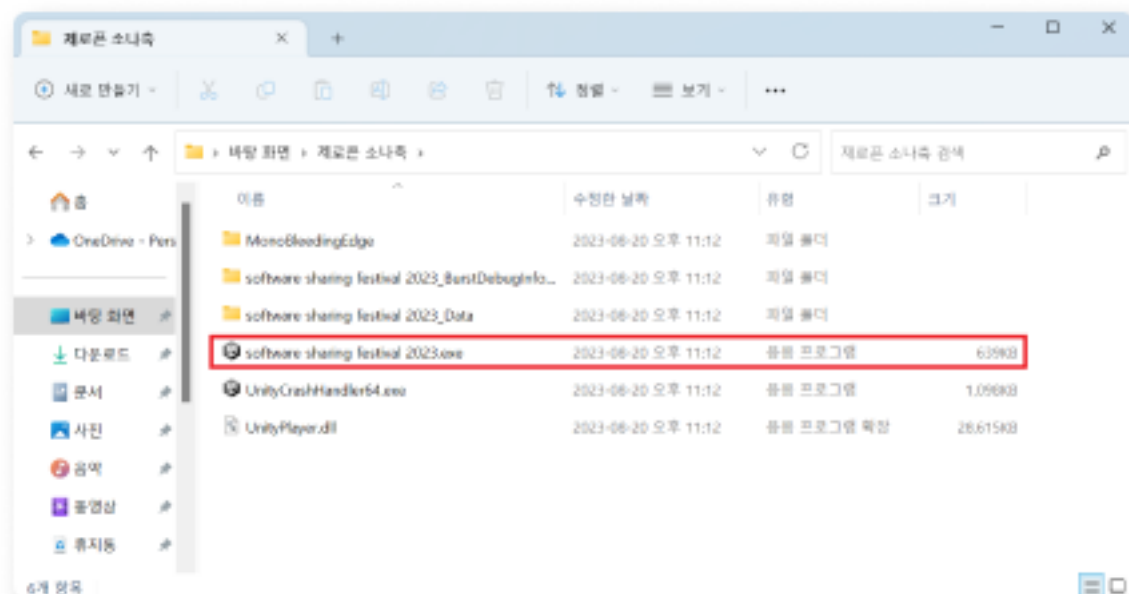 제로픈 소나축
새로 만들기 정렬 보기
바탕 화면 제로픈 소나축 제로픈 소나축 검색
이름 수정한 날짜 유형 크기
홈
OneDrive - Pers
MonoBleedingEdge 2023-08-20 오후 11:12 파일 폴더
software sharing festival 2023_BurstDebugInfo... 2023-08-20 오후 11:12 파일 폴더
바탕 화면
software sharing festival 2023_Data 2023-08-20 오후 11:12 파일 폴더
다운로드
software sharing festival 2023.exe 2023-08-20 오후 11:12 응용 프로그램 639KB
문서
UnityCrashHandler64.exe 2023-08-20 오후 11:12 응용 프로그램 1,098KB
사진
UnityPlayer.dll 2023-08-20 오후 11:12 응용 프로그램 확장 28,615KB
음악
동영상
휴지통
6개 항목